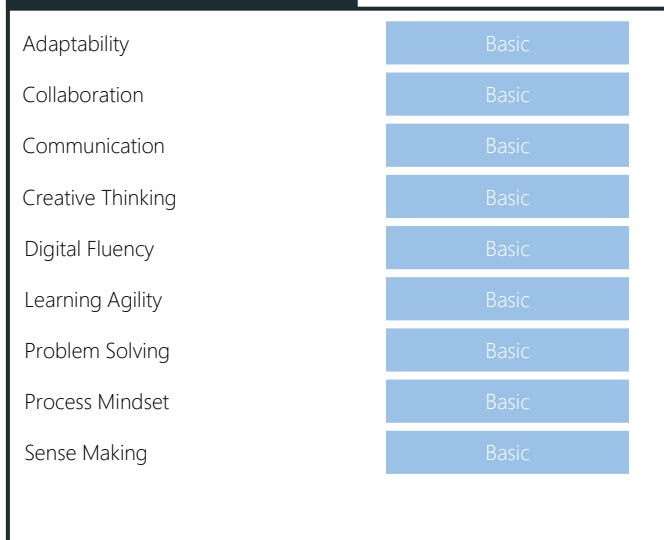 Adaptability Basic
Collaboration Basic
Communication Basic
Creative Thinking Basic
Digital Fluency Basic
Learning Agility Basic
Problem Solving Basic
Process Mindset Basic
Sense Making Basic